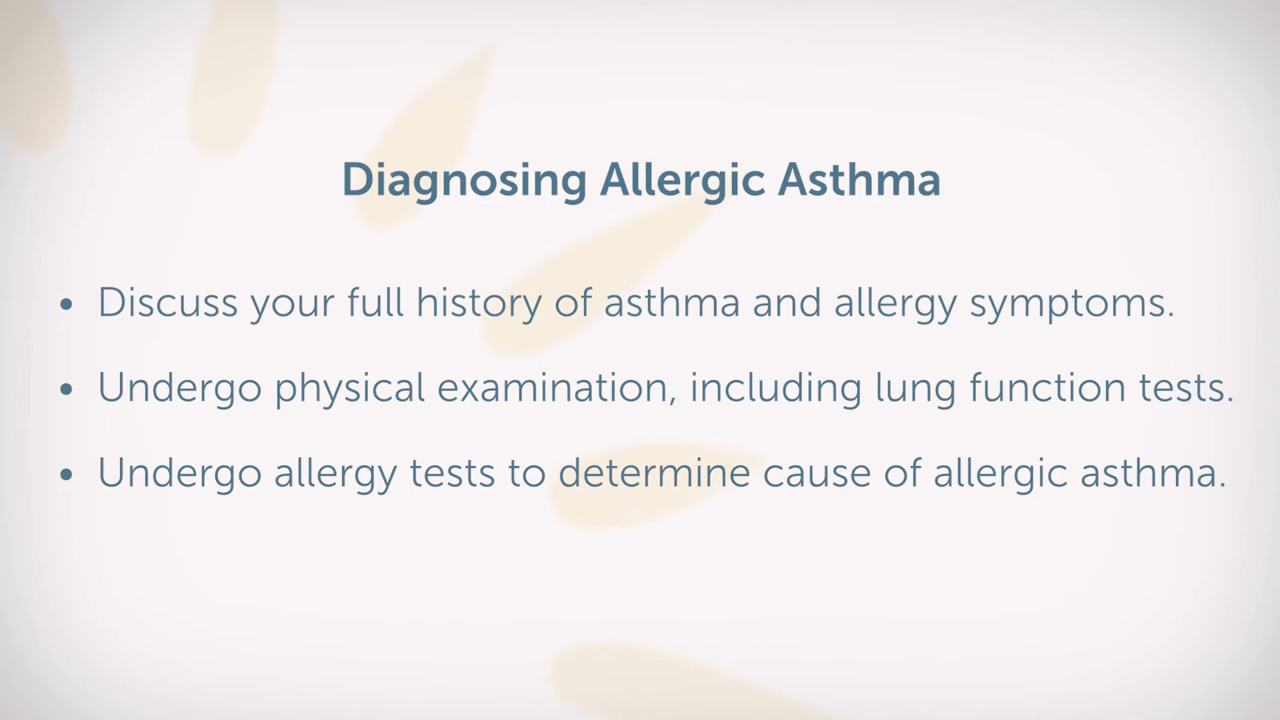 Diagnosing Allergic Asthma
• Discuss your full history of asthma and allergy symptoms.
• Undergo physical examination, including lung function tests.
• Undergo allergy tests to determine cause of allergic asthma.